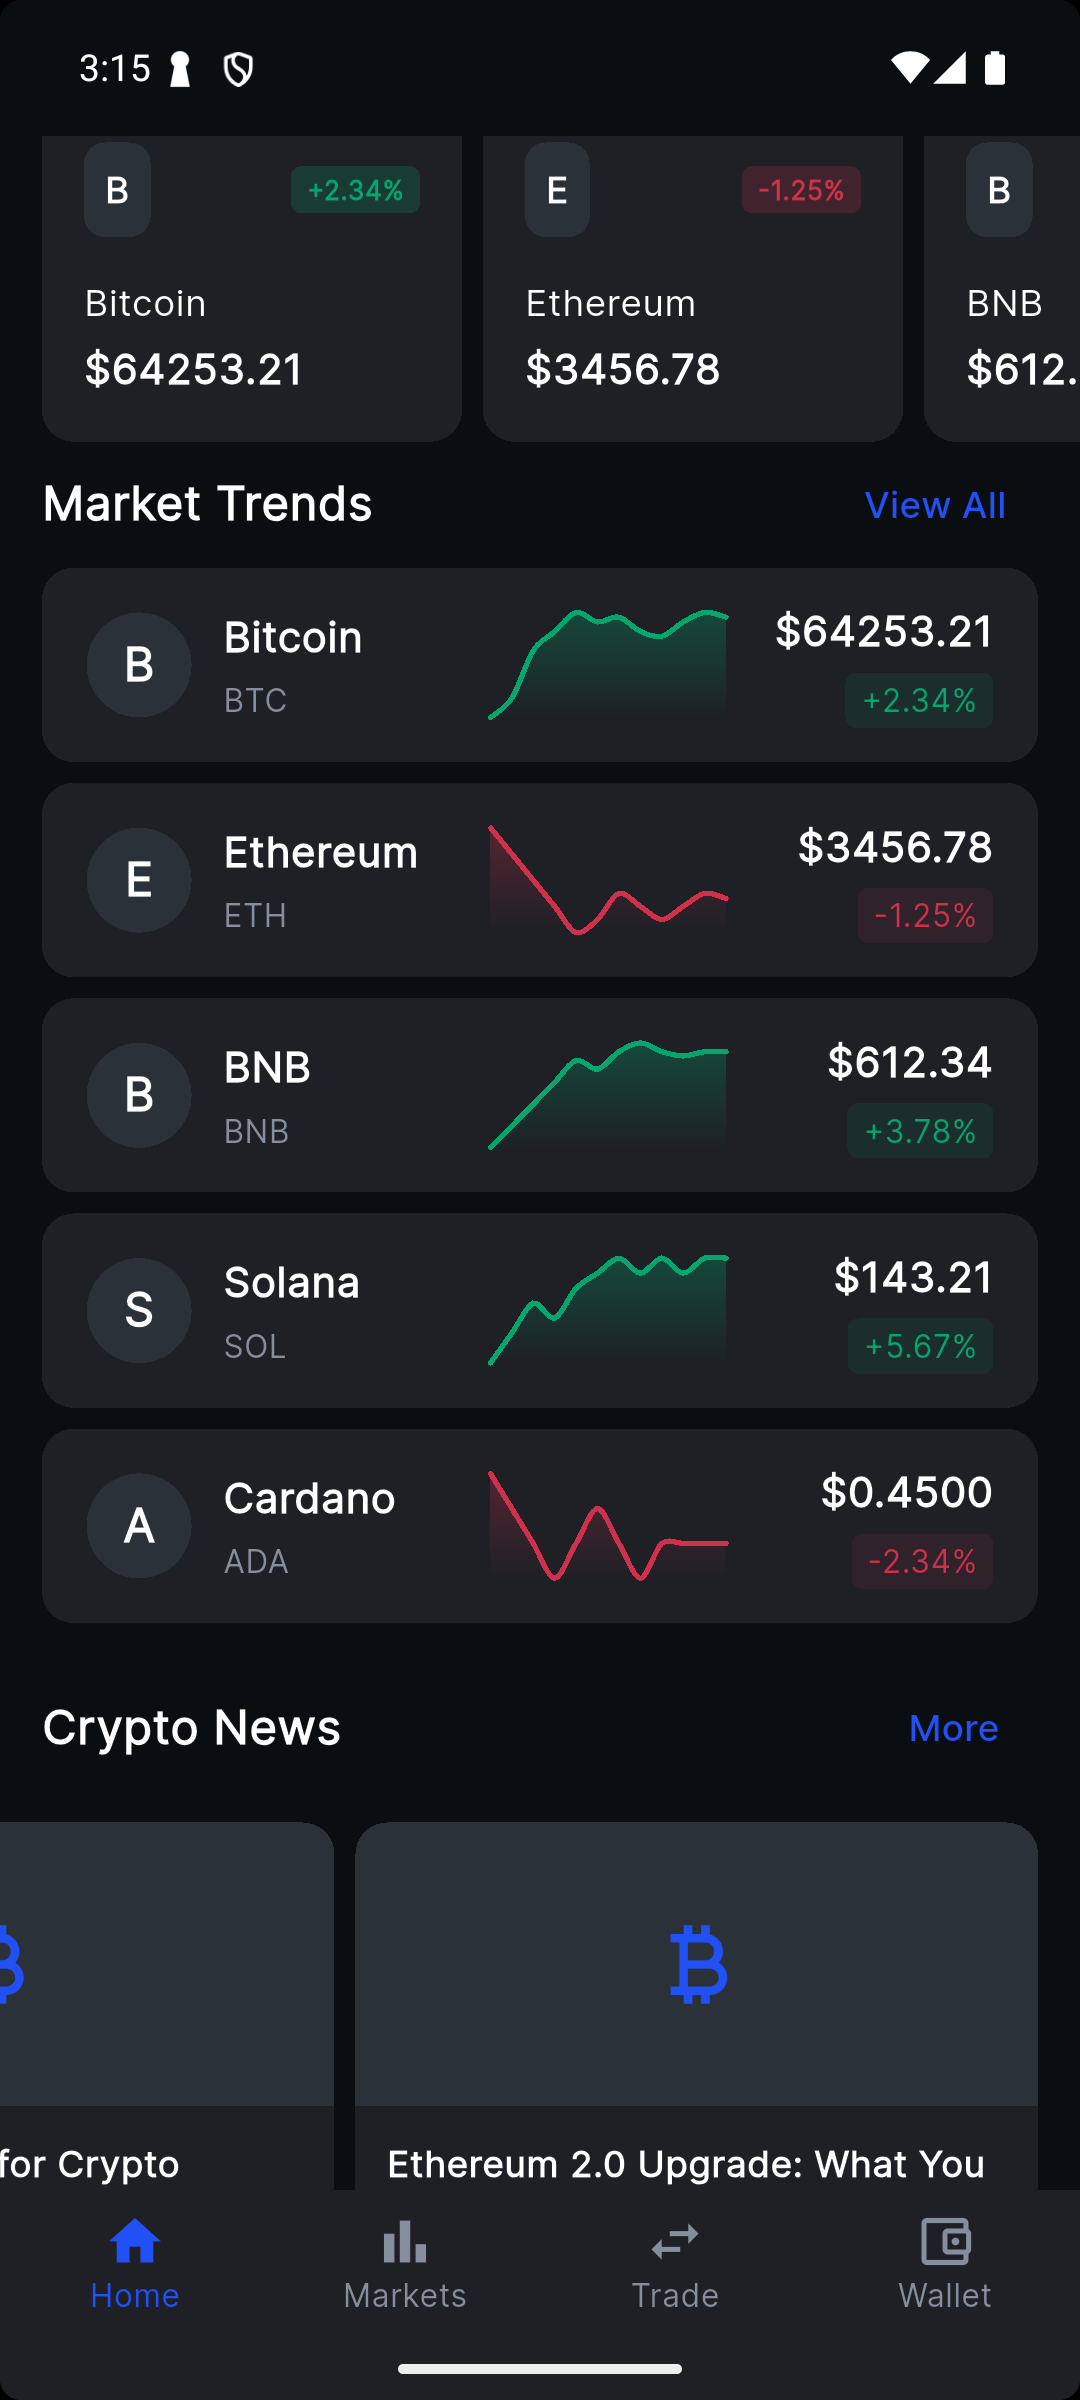 3:15
B +2.34%
Bitcoin
$64253.21
E -1.25%
Ethereum
$3456.78
B
BNB
$612.
Market Trends View All
B Bitcoin $64253.21
BTC +2.34%
E Ethereum $3456.78
ETH -1.25%
B BNB $612.34
BNB +3.78%
S Solana $143.21
SOL +5.67%
A Cardano $0.4500
ADA -2.34%
Crypto News More
for Crypto
Ethereum 2.0 Upgrade: What You
Home Markets Trade Wallet